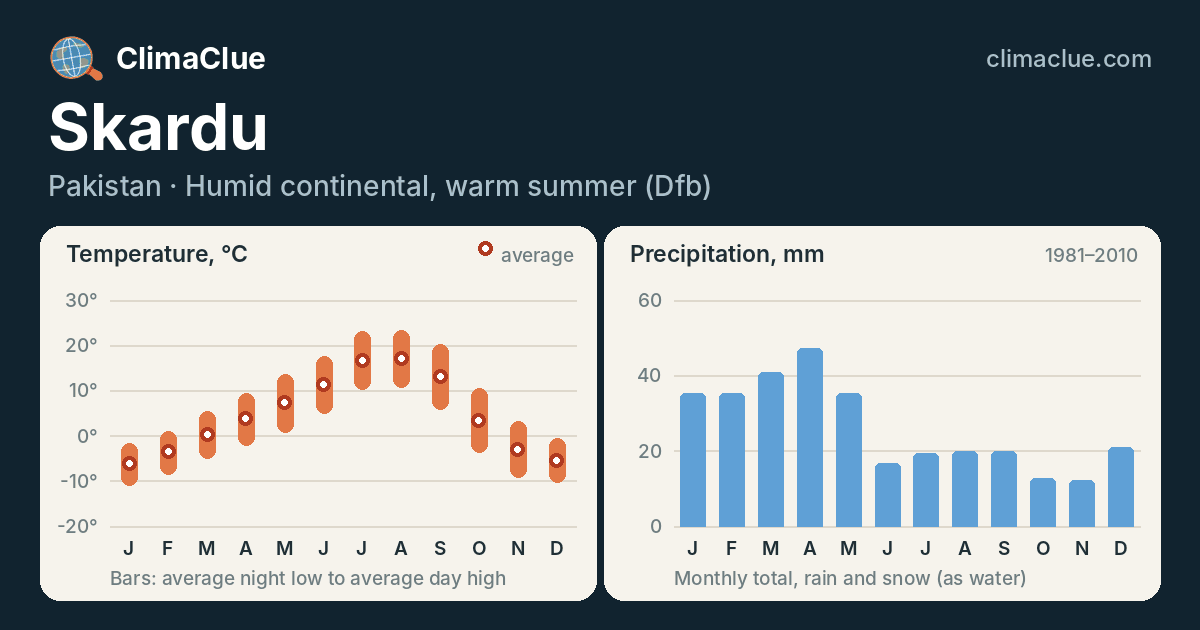 ClimaClue
climaclue.com
Skardu
Pakistan · Humid continental, warm summer (Dfb)
Temperature, °C
average
30°
20°
10°
0°
-10°
-20°
J F M A M J J A S O N D
Bars: average night low to average day high
Precipitation, mm
1981–2010
60
40
20
0
J F M A M J J A S O N D
Monthly total, rain and snow (as water)